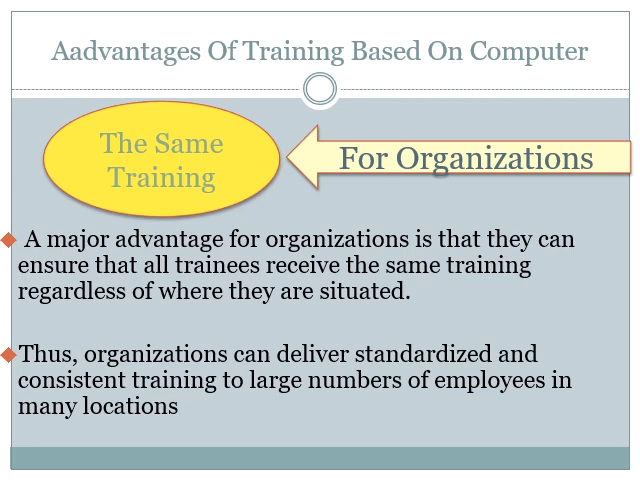 Aadvantages Of Training Based On Computer
The Same
Training
For Organizations
A major advantage for organizations is that they can
ensure that all trainees receive the same training
regardless of where they are situated.
Thus, organizations can deliver standardized and
consistent training to large numbers of employees in
many locations